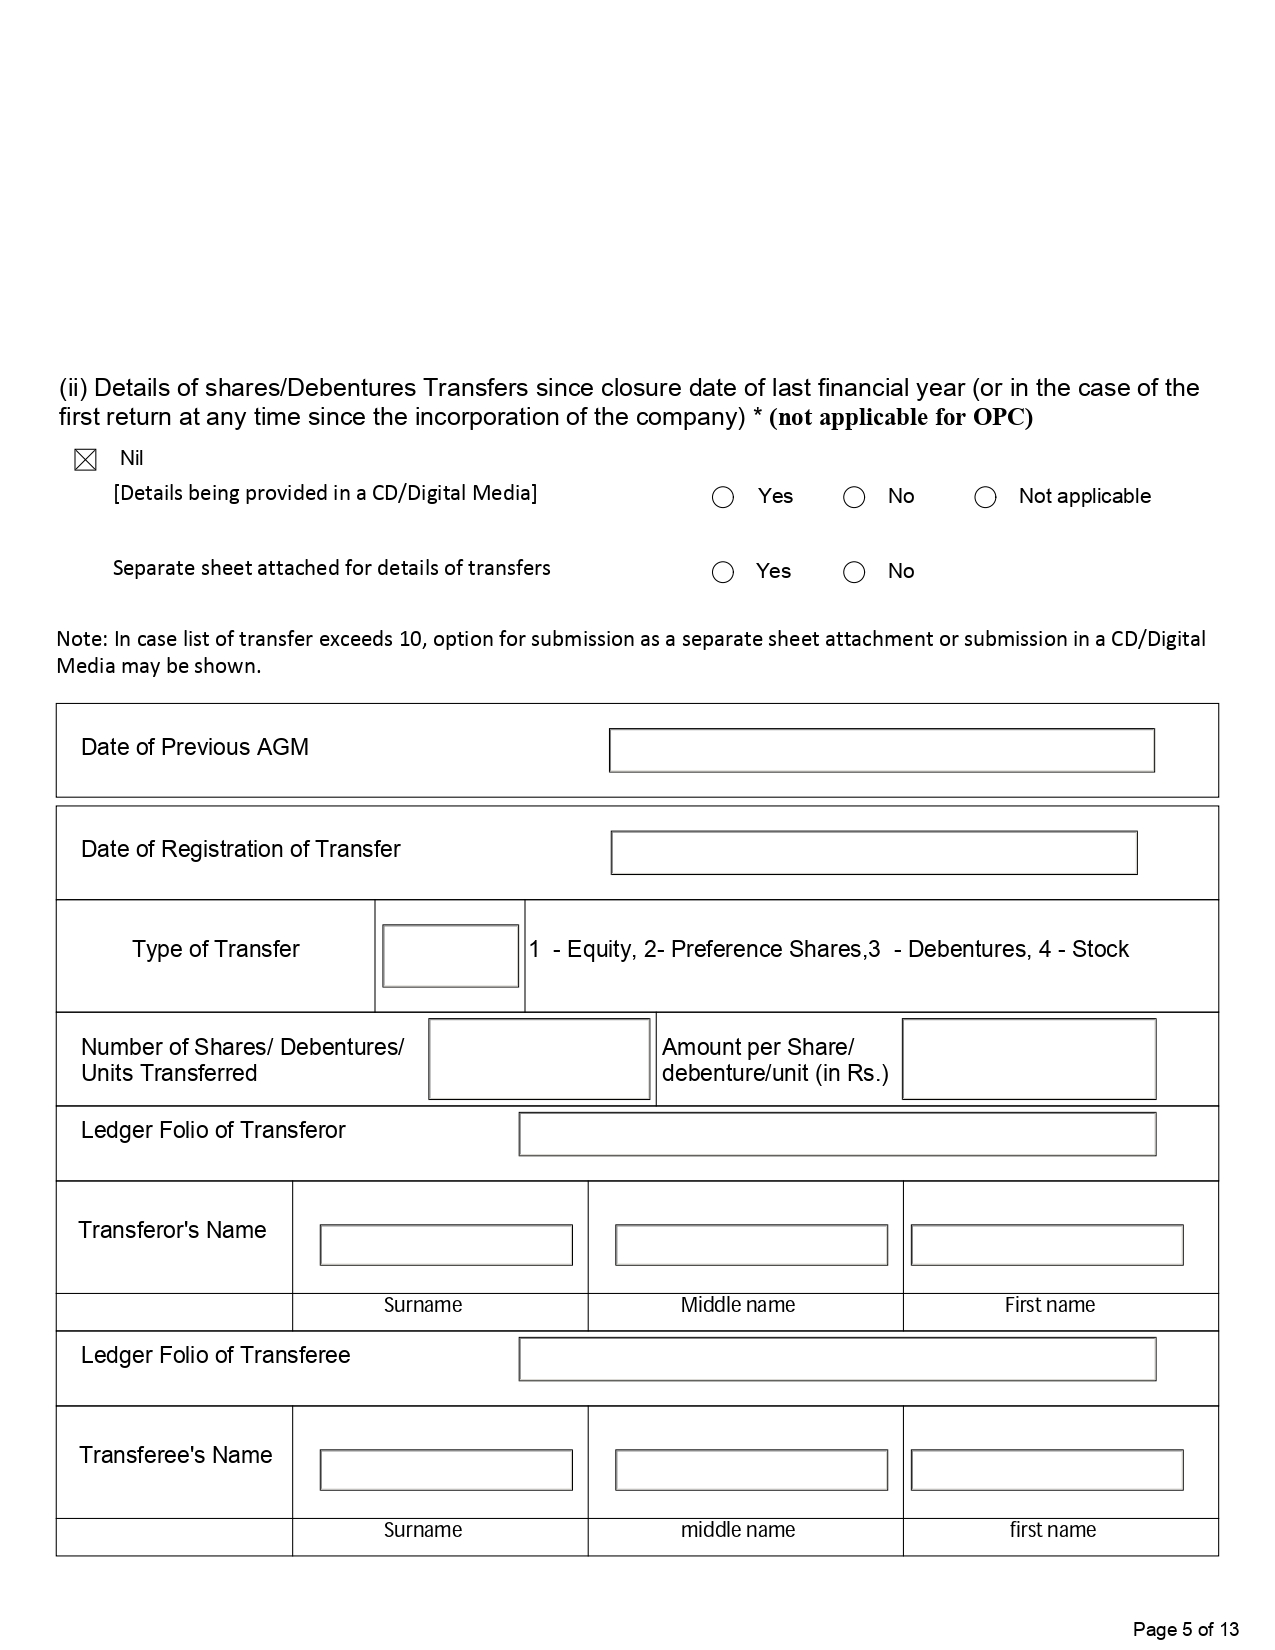 (ii) Details of shares/Debentures Transfers since closure date of last financial year (or in the case of the
first return at any time since the incorporation of the company) * (not applicable for OPC)
Nil
[Details being provided in a CD/Digital Media] Yes No Not applicable
Separate sheet attached for details of transfers Yes No
Note: In case list of transfer exceeds 10, option for submission as a separate sheet attachment or submission in a CD/Digital
Media may be shown.
Date of Previous AGM
Date of Registration of Transfer
Type of Transfer 1 - Equity, 2- Preference Shares,3 - Debentures, 4 - Stock
Number of Shares/ Debentures/
Units Transferred
Amount per Share/
debenture/unit (in Rs.)
Ledger Folio of Transferor
Transferor's Name
Surname Middle name First name
Ledger Folio of Transferee
Transferee's Name
Surname middle name first name
Page 5 of 13